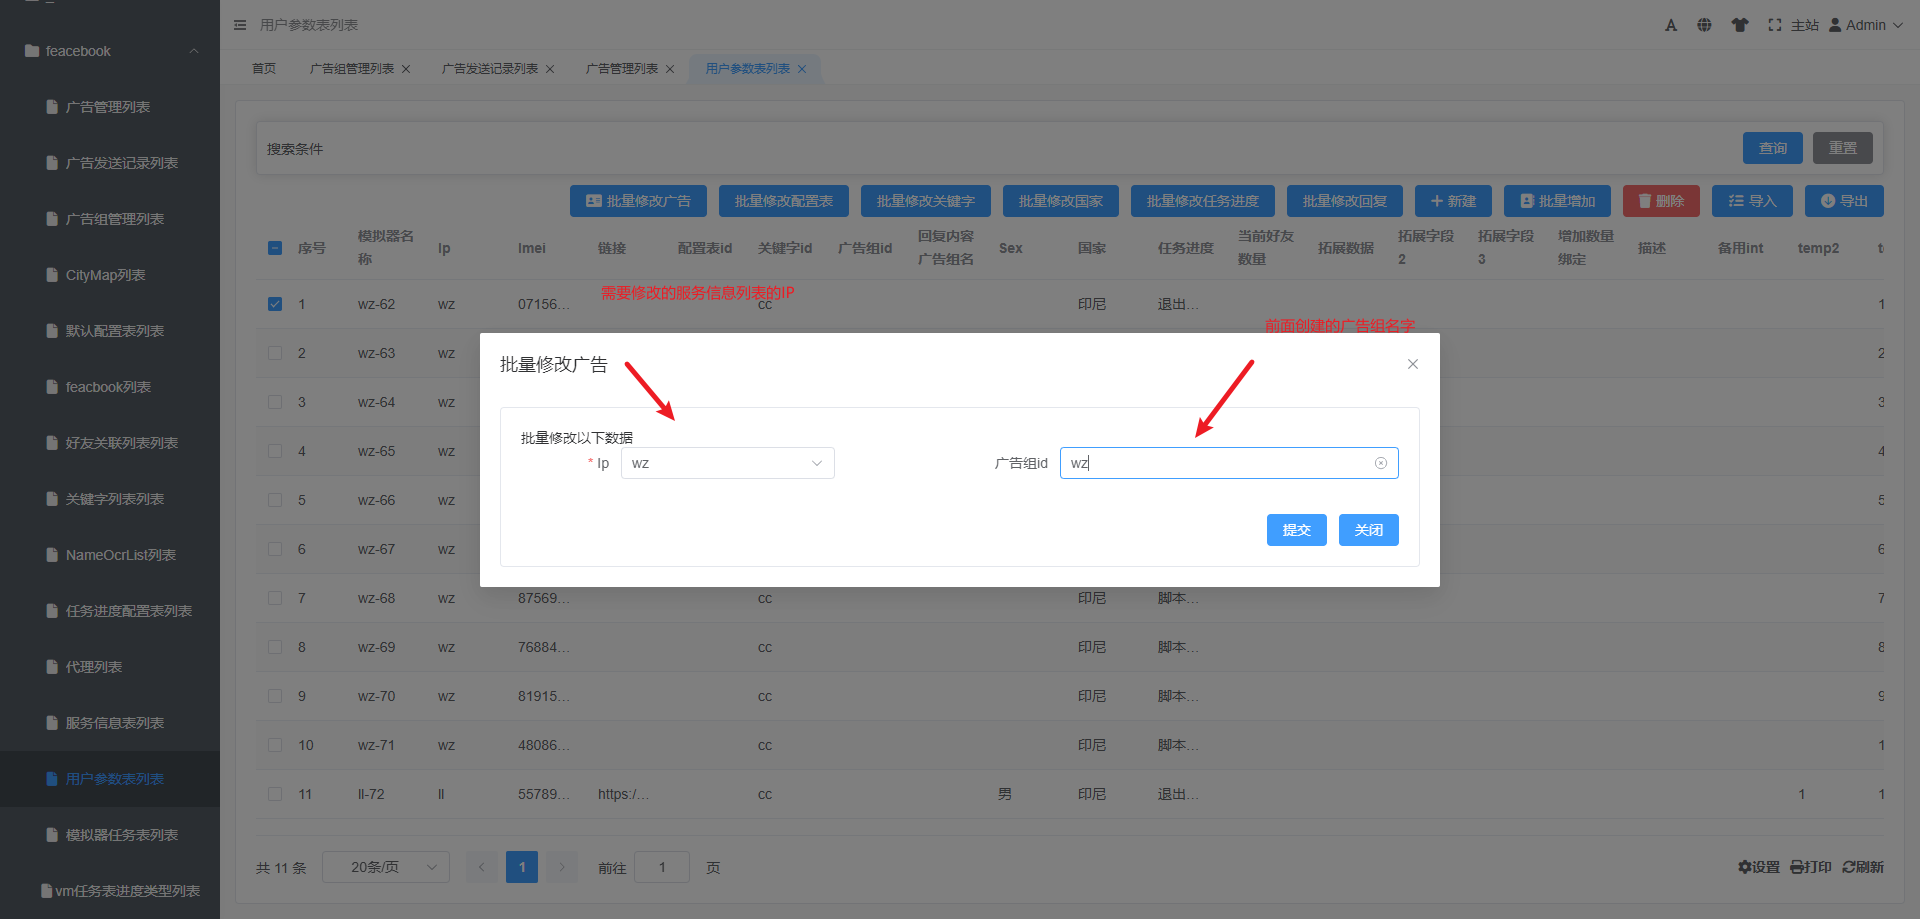 feacebook
广告管理列表
广告发送记录列表
广告组管理列表
CityMap列表
默认配置表列表
feacbook列表
好友关联列表列表
关键字列表列表
NameOcrList列表
任务进度配置表列表
代理列表
服务信息表列表
用户参数表列表
模拟器任务表列表
vm任务表进度类型列表
用户参数表列表
主站 Admin
首页 广告组管理列表 广告发送记录列表 广告管理列表 用户参数表列表
搜索条件 查询 重置
批量修改广告 批量修改配置表 批量修改关键字 批量修改国家 批量修改任务进度 批量修改回复 新建 批量增加 删除 导入 导出
序号 模拟器名称 Ip Imei 链接 配置表id 关键字id 广告组id 回复内容广告组名 Sex 国家 任务进度 当前好友数量 拓展数据 拓展字段2 拓展字段3 增加数量绑定 描述 备用int temp2
需要修改的服务信息列表的IP
1 wz-62 wz 07156... cc 印尼 退出... 1
前面创建的广告组名字
2 wz-63 wz 2
3 wz-64 wz 3
4 wz-65 wz 4
5 wz-66 wz 5
6 wz-67 wz 6
批量修改广告
批量修改以下数据
* Ip wz 广告组id wz
提交 关闭
7 wz-68 wz 87569... cc 印尼 脚本... 7
8 wz-69 wz 76884... cc 印尼 脚本... 8
9 wz-70 wz 81915... cc 印尼 脚本... 9
10 wz-71 wz 48086... cc 印尼 脚本... 1
11 ll-72 ll 55789... https:/... cc 男 印尼 退出... 1 1
共 11 条 20条/页 1 前往 1 页 设置 打印 刷新